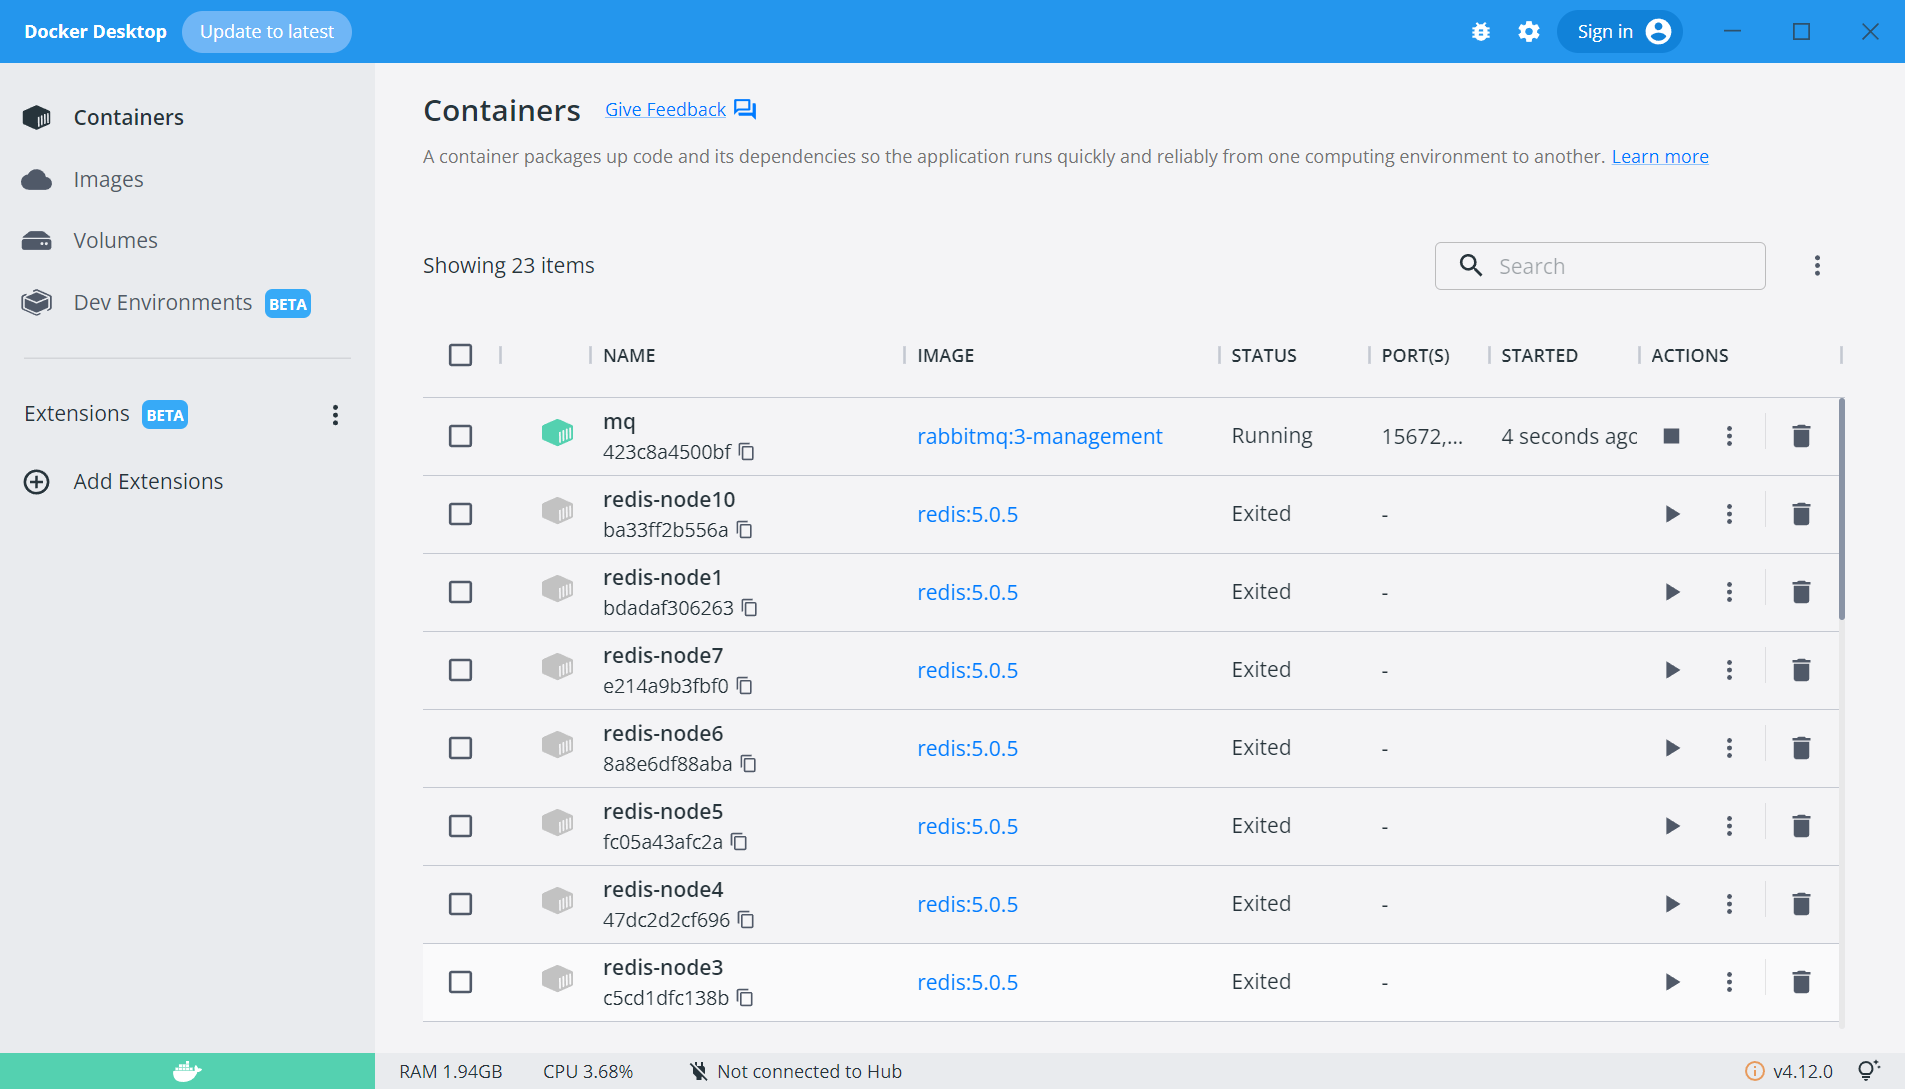 Docker Desktop Update to latest Sign in
Containers
Images
Volumes
Dev Environments BETA
Extensions BETA
Add Extensions
Containers Give Feedback
A container packages up code and its dependencies so the application runs quickly and reliably from one computing environment to another. Learn more
Showing 23 items Search
NAME IMAGE STATUS PORT(S) STARTED ACTIONS
mq
423c8a4500bf rabbitmq:3-management Running 15672,... 4 seconds ago
redis-node10
ba33ff2b556a redis:5.0.5 Exited -
redis-node1
bdadaf306263 redis:5.0.5 Exited -
redis-node7
e214a9b3fbf0 redis:5.0.5 Exited -
redis-node6
8a8e6df88aba redis:5.0.5 Exited -
redis-node5
fc05a43afc2a redis:5.0.5 Exited -
redis-node4
47dc2d2cf696 redis:5.0.5 Exited -
redis-node3
c5cd1dfc138b redis:5.0.5 Exited -
RAM 1.94GB CPU 3.68% Not connected to Hub v4.12.0